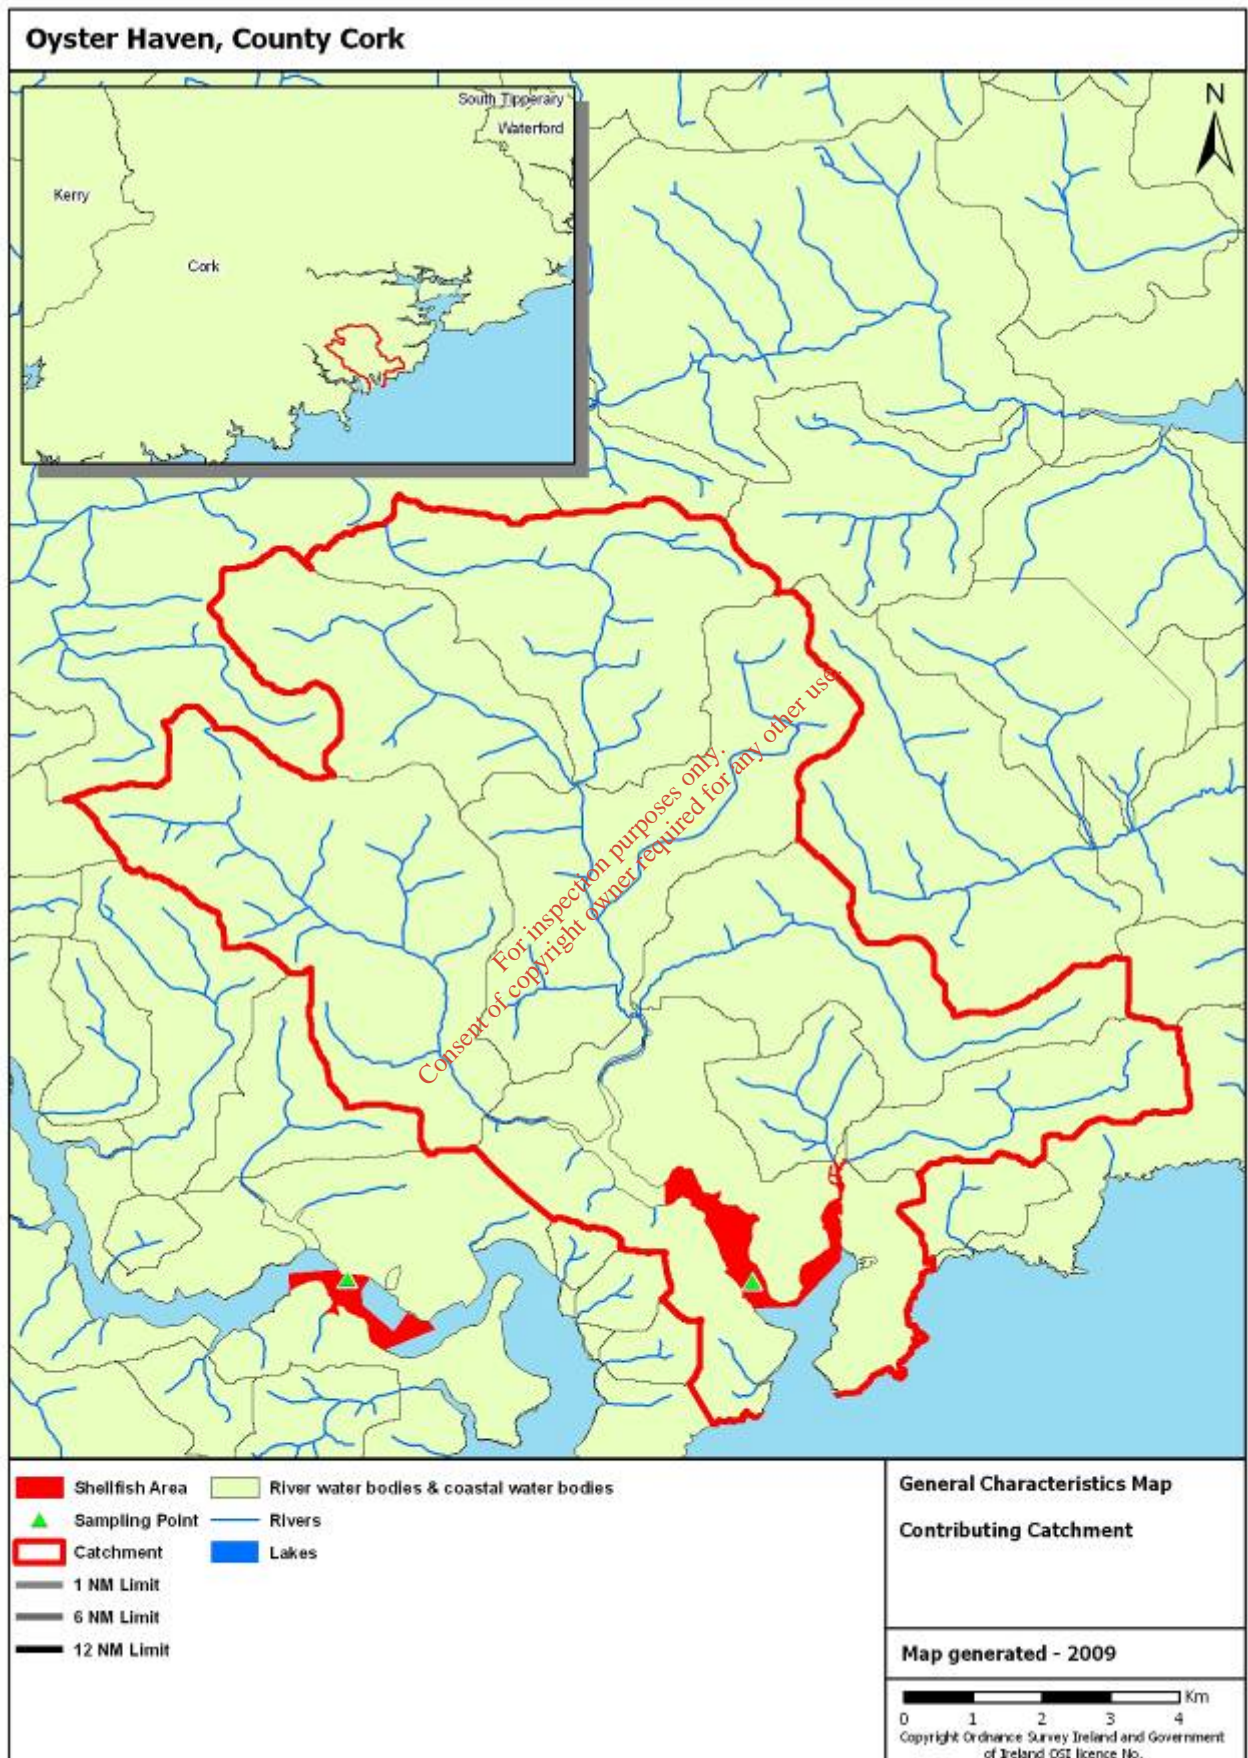 Oyster Haven, County Cork
South Tipperary
Waterford
Kerry
Cork
N
For inspection purposes only.
Consent of copyright owner required for any other use.
Shellfish Area
River water bodies & coastal water bodies
Sampling Point
Rivers
Catchment
Lakes
1 NM Limit
6 NM Limit
12 NM Limit
General Characteristics Map
Contributing Catchment
Map generated - 2009
Km
0 1 2 3 4
Copyright Ordnance Survey Ireland and Government
of Ireland OSI licence No.